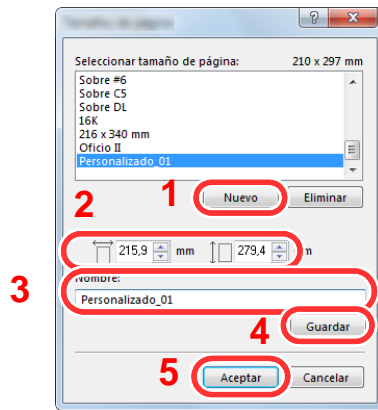 Seleccionar tamaño de página: 210 x 297 mm
Sobre #6
Sobre C5
Sobre DL
16K
216 x 340 mm
Oficio II
Personalizado_01
1 Nuevo Eliminar
2
215,9 mm 279,4 m
3 Nombre:
Personalizado_01
4 Guardar
5 Aceptar Cancelar